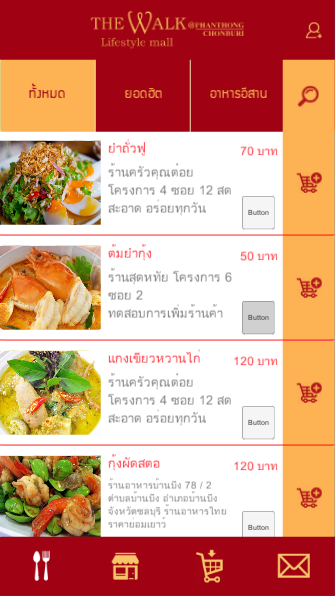 THE WALK @PHANTHONG
CHONBURI
Lifestyle mall
ทั้งหมด
ยอดฮิต
อาหารอีสาน
ยำถั่วพู
70 บาท
ร้านครัวคุณต๋อย
โครงการ 4 ซอย 12 สด
สะอาด อร่อยทุกวัน
Button
ต้มยำกุ้ง
50 บาท
ร้านสุดหทัย โครงการ 6
ซอย 2
ทดสอบการเพิ่มร้านค้า
Button
แกงเขียวหวานไก่
120 บาท
ร้านครัวคุณต๋อย
โครงการ 4 ซอย 12 สด
สะอาด อร่อยทุกวัน
Button
กุ้งผัดสตอ
120 บาท
ร้านอาหารบ้านบึง 78 / 2
ตำบลบ้านบึง อำเภอบ้านบึง
จังหวัดชลบุรี ร้านอาหารไทย
ราคาย่อมเยาว์
Button